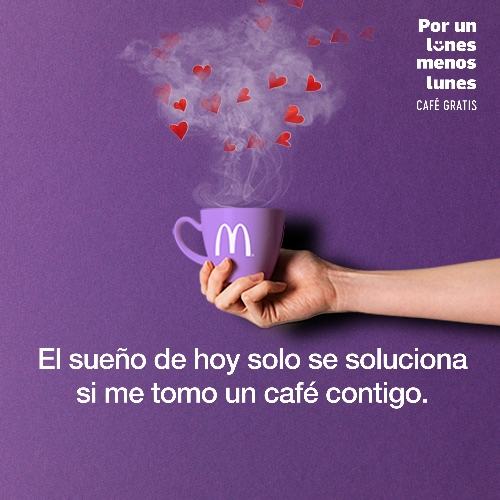 Por un
lunes
menos
lunes
CAFÉ GRATIS
M
El sueño de hoy solo se soluciona
si me tomo un café contigo.